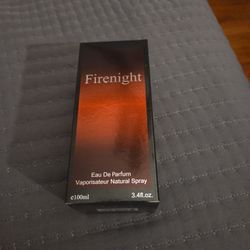 Firenight
Eau De Parfum
Vaporisateur Natural Spray
e100ml 3.4fl.oz.